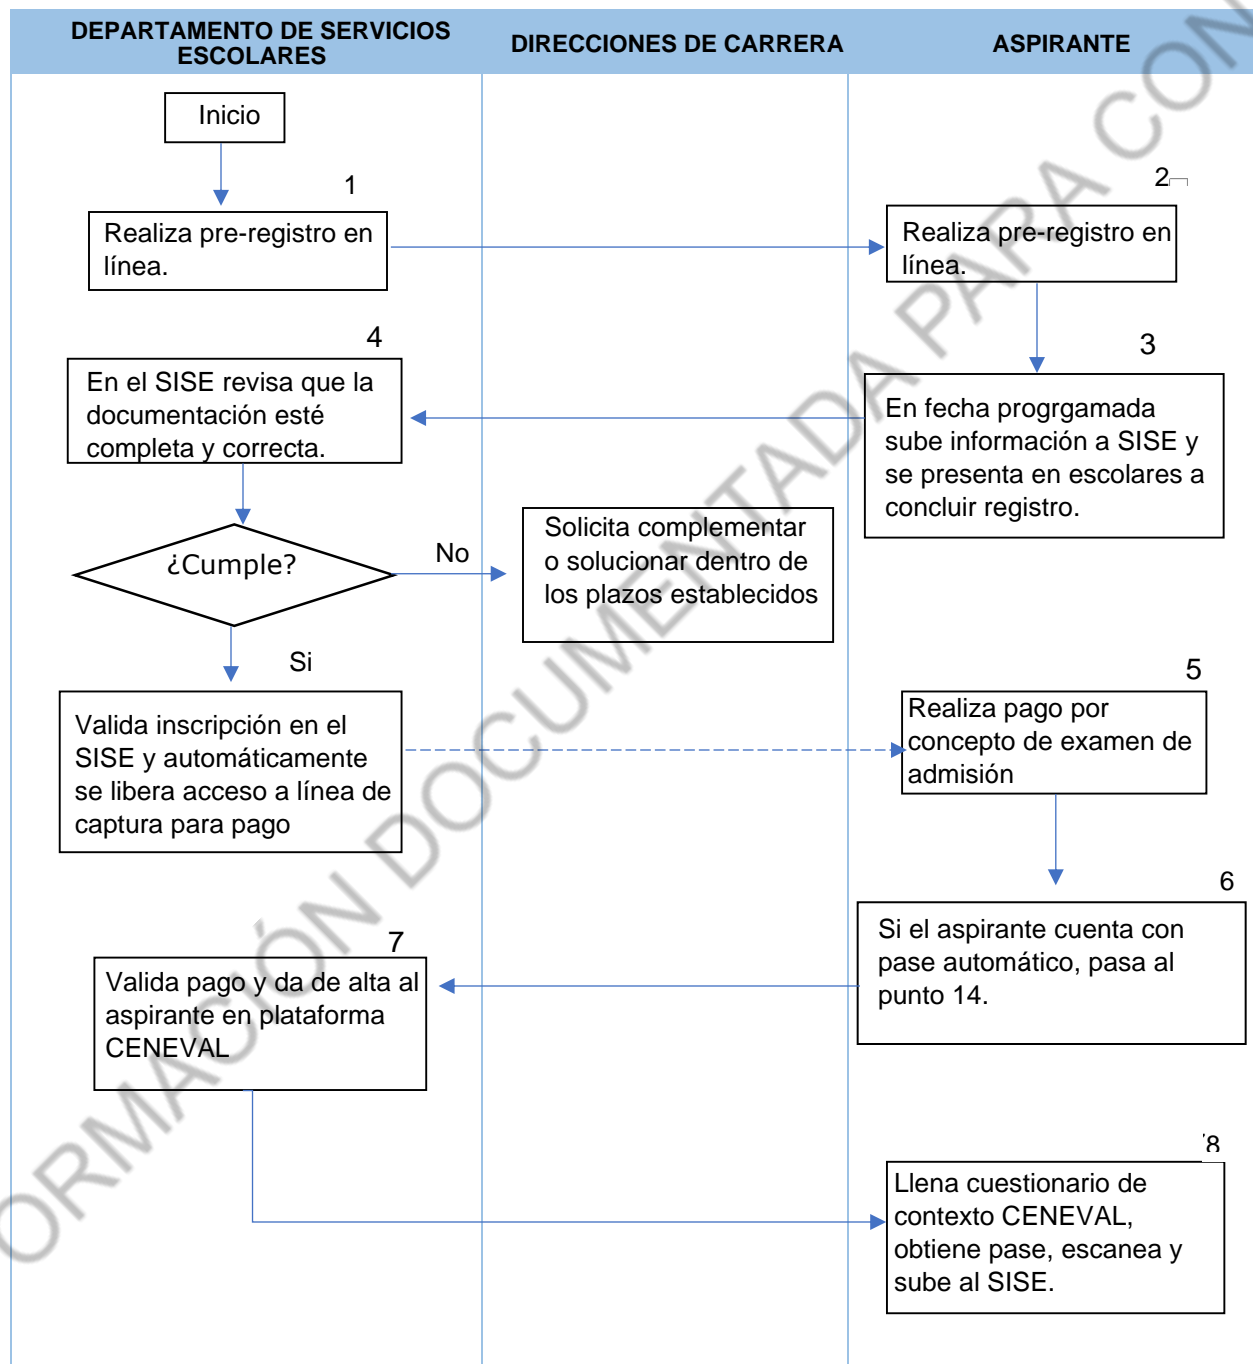 DEPARTAMENTO DE SERVICIOS
ESCOLARES
DIRECCIONES DE CARRERA
ASPIRANTE
Inicio
1
Realiza pre-registro en
línea.
2
Realiza pre-registro en
línea.
3
En fecha progrgamada
sube información a SISE y
se presenta en escolares a
concluir registro.
4
En el SISE revisa que la
documentación esté
completa y correcta.
¿Cumple?
No
Solicita complementar
o solucionar dentro de
los plazos establecidos
Si
Valida inscripción en el
SISE y automáticamente
se libera acceso a línea de
captura para pago
5
Realiza pago por
concepto de examen de
admisión
6
Si el aspirante cuenta con
pase automático, pasa al
punto 14.
7
Valida pago y da de alta al
aspirante en plataforma
CENEVAL
8
Llena cuestionario de
contexto CENEVAL,
obtiene pase, escanea y
sube al SISE.
ORMACIÓN DOCUMENTADA PARA CON